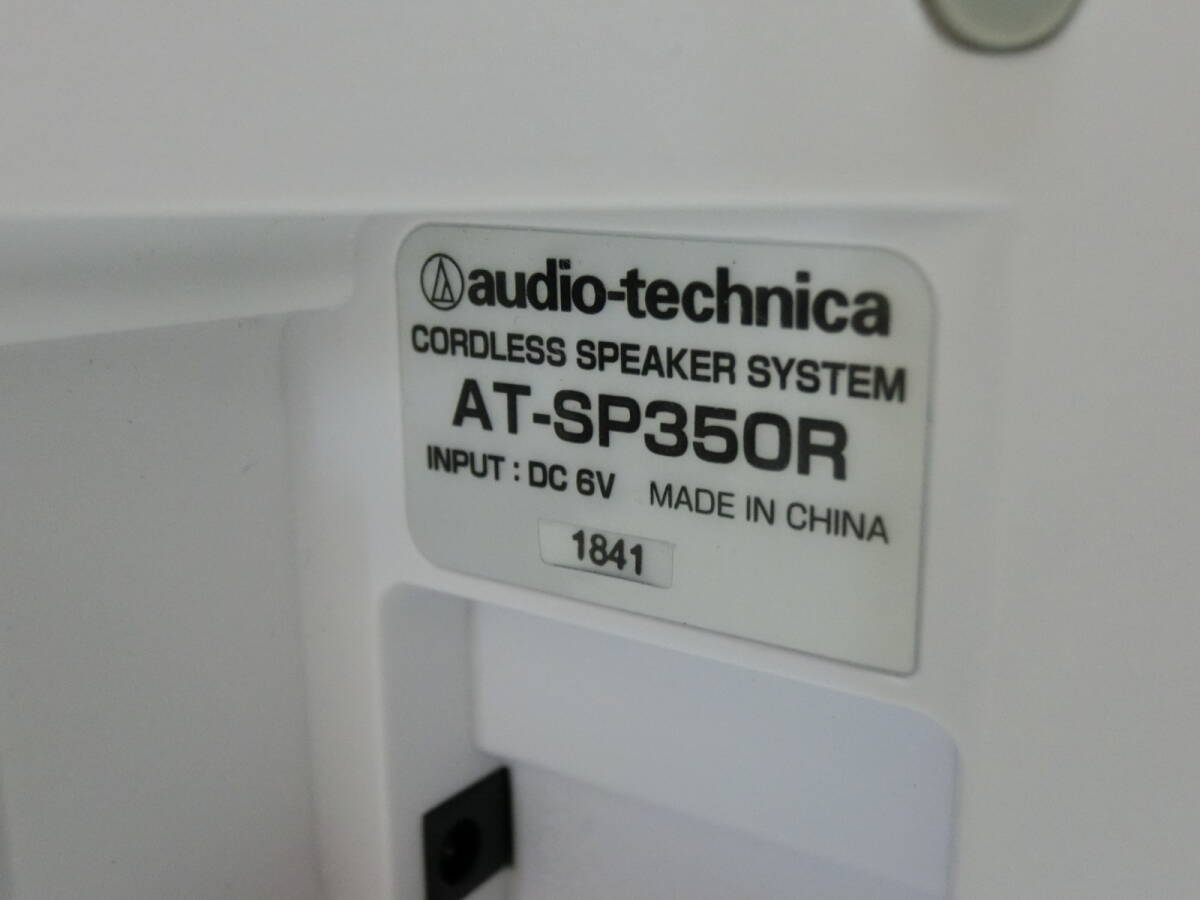 audio-technica
CORDLESS SPEAKER SYSTEM
AT-SP350R
INPUT : DC 6V MADE IN CHINA
1841